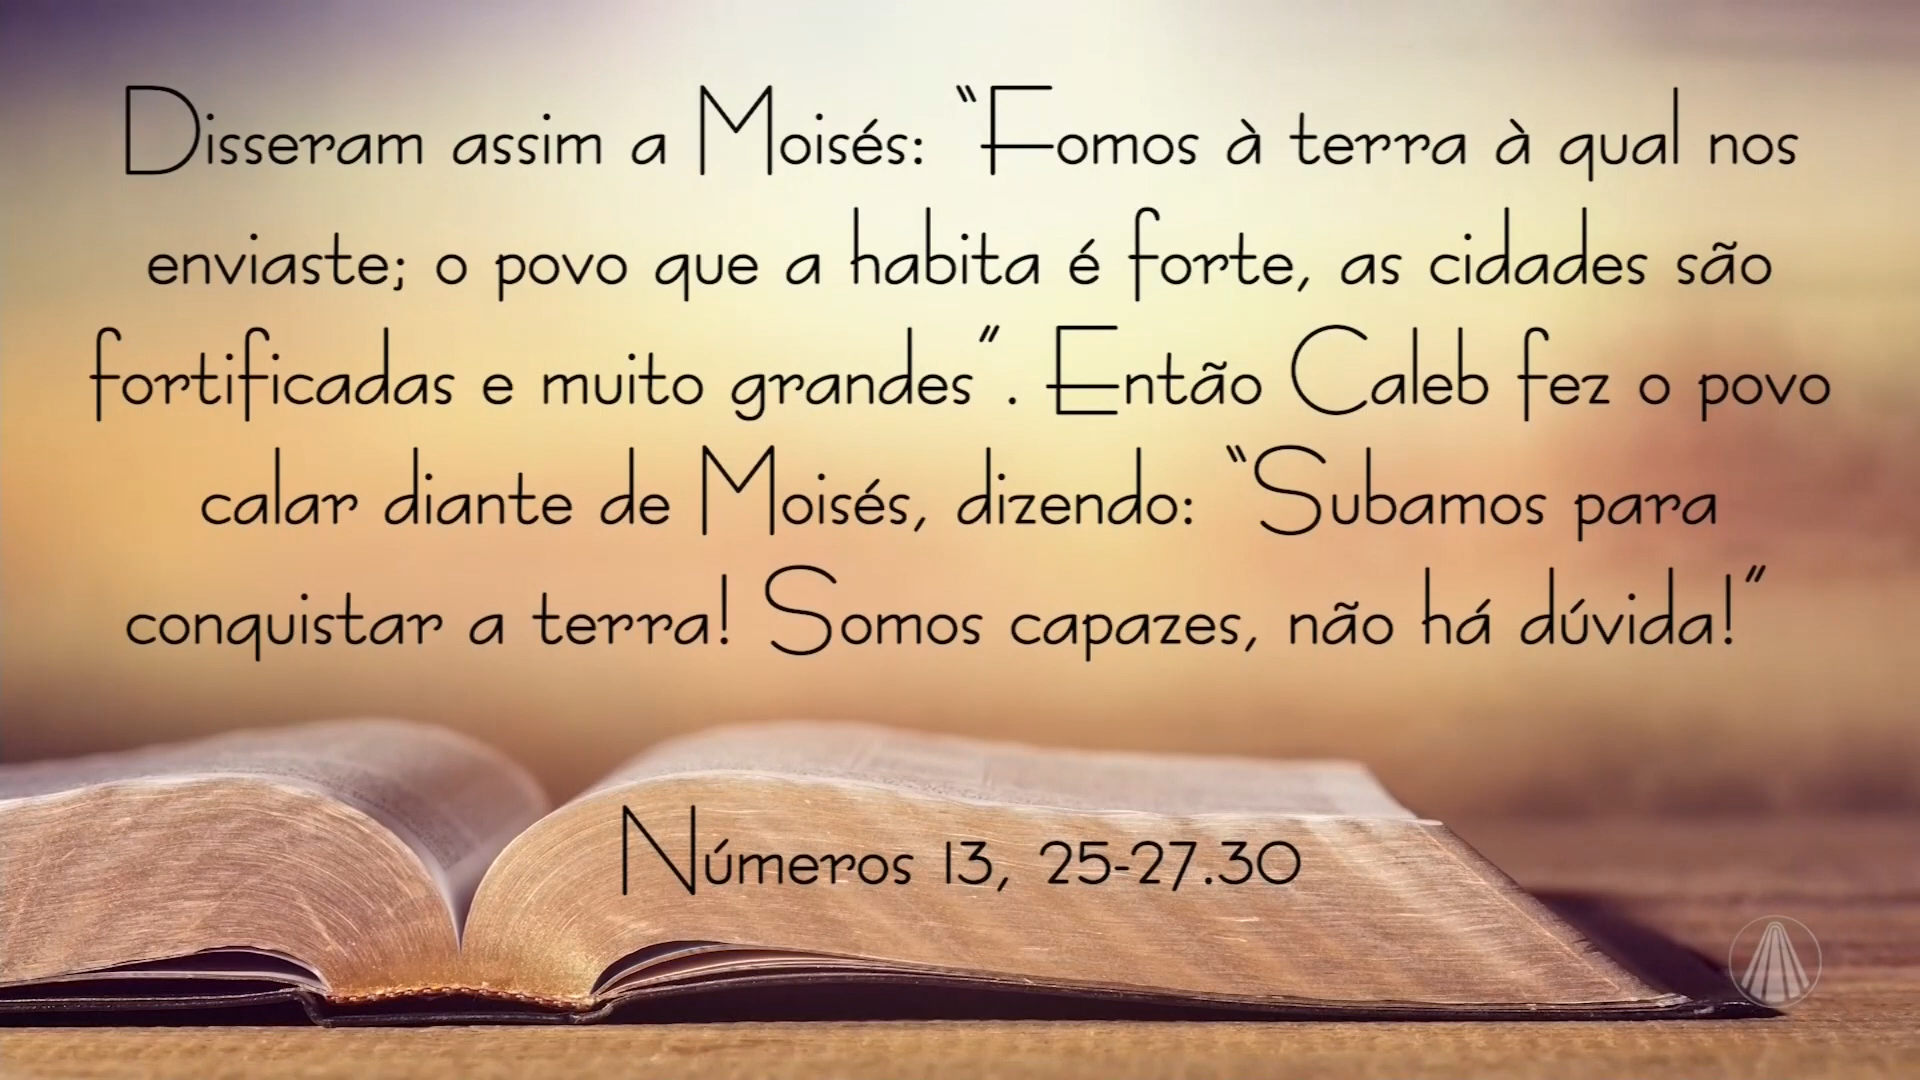 Disseram assim a Moisés: “Fomos à terra à qual nos
enviaste; o povo que a habita é forte, as cidades são
fortificadas e muito grandes”. Então Caleb fez o povo
calar diante de Moisés, dizendo: “Subamos para
conquistar a terra! Somos capazes, não há dúvida!”
Números 13, 25-27.30